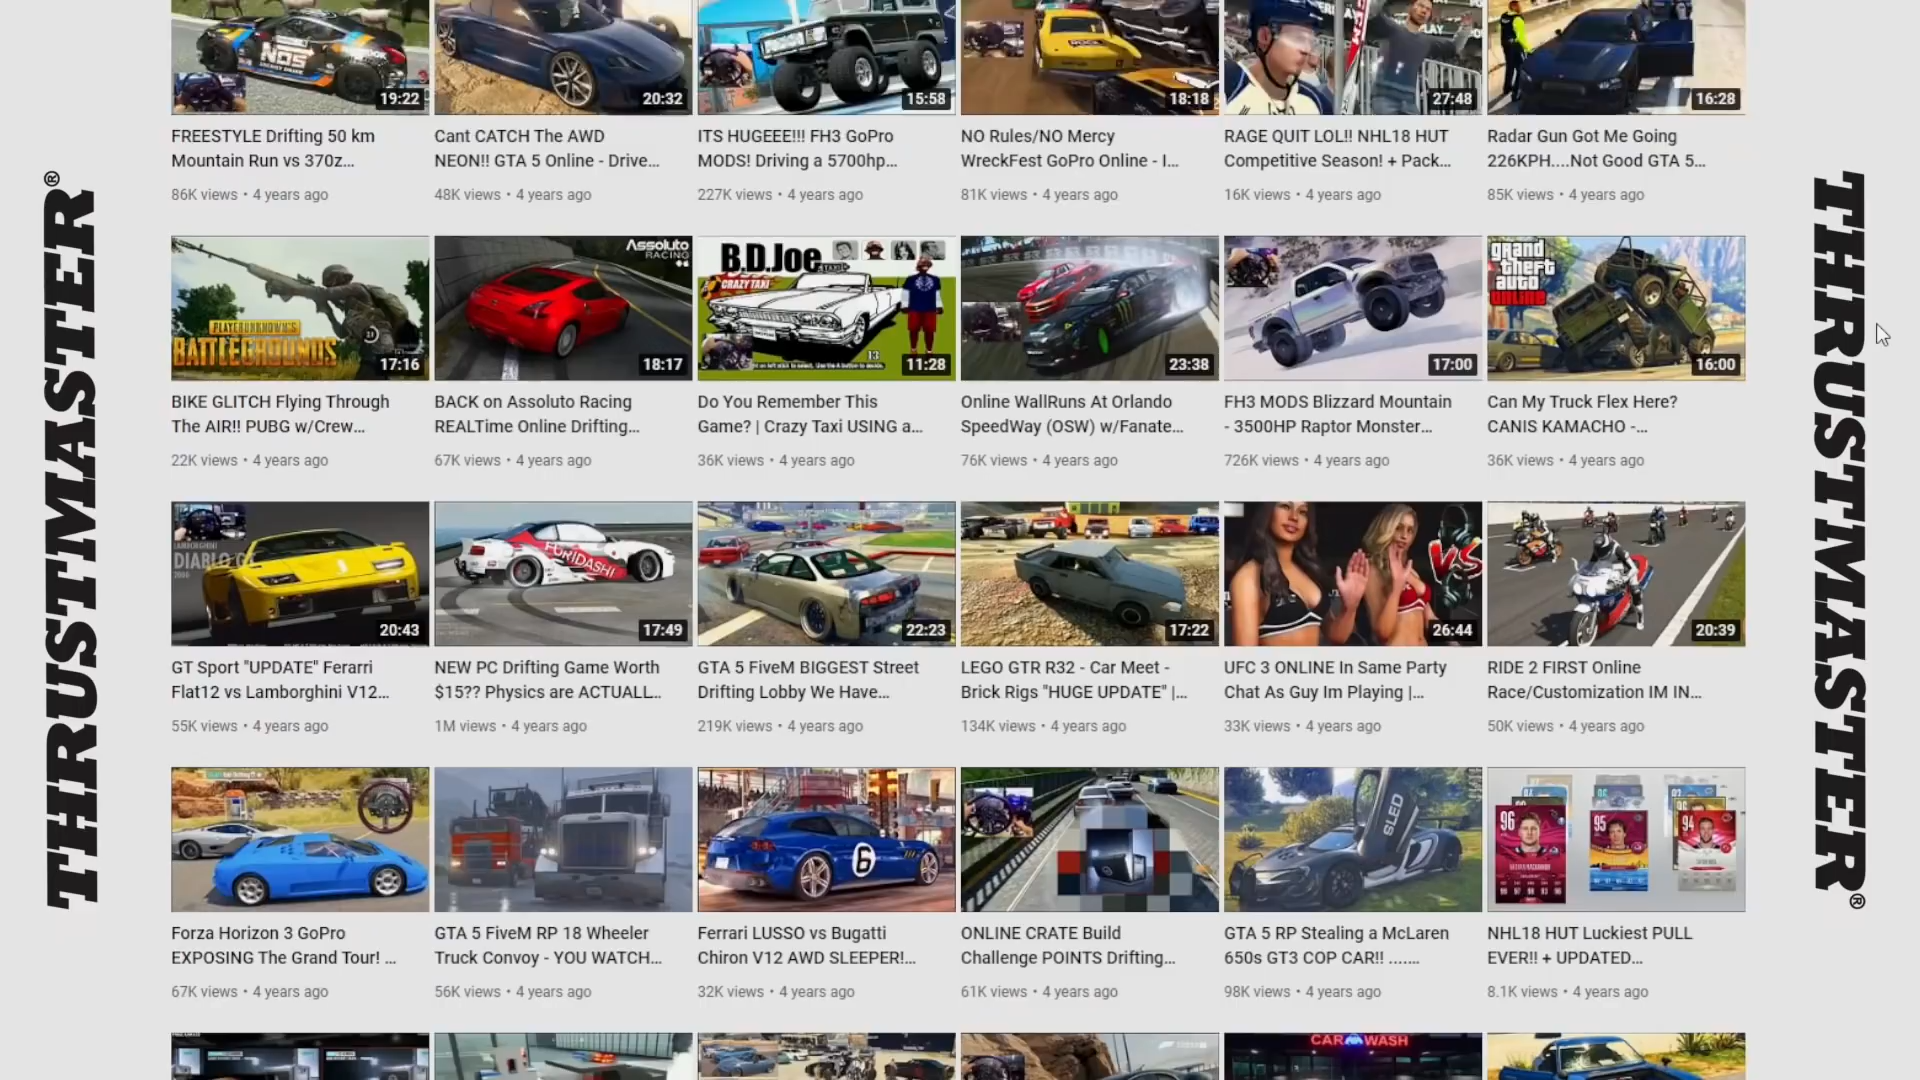 THRUSTMASTER®
THRUSTMASTER®
NOS
19:22
20:32
15:58
18:18
27:48
16:28
FREESTYLE Drifting 50 km
Mountain Run vs 370z...
86K views • 4 years ago
Cant CATCH The AWD
NEON!! GTA 5 Online - Drive...
48K views • 4 years ago
ITS HUGEEE!!! FH3 GoPro
MODS! Driving a 5700hp...
227K views • 4 years ago
NO Rules/NO Mercy
WreckFest GoPro Online - I...
81K views • 4 years ago
RAGE QUIT LOL!! NHL18 HUT
Competitive Season! + Pack...
16K views • 4 years ago
Radar Gun Got Me Going
226KPH....Not Good GTA 5...
85K views • 4 years ago
PLAYERUNKNOWN'S
BATTLEGROUNDS
17:16
Assoluto
RACING
18:17
B.D.Joe
CRAZY TAXI
13
11:28
23:38
17:00
grand
theft
auto
ONLINE
16:00
BIKE GLITCH Flying Through
The AIR!! PUBG w/Crew...
22K views • 4 years ago
BACK on Assoluto Racing
REALTime Online Drifting...
67K views • 4 years ago
Do You Remember This
Game? | Crazy Taxi USING a...
36K views • 4 years ago
Online WallRuns At Orlando
SpeedWay (OSW) w/Fanate...
76K views • 4 years ago
FH3 MODS Blizzard Mountain
- 3500HP Raptor Monster...
726K views • 4 years ago
Can My Truck Flex Here?
CANIS KAMACHO -...
36K views • 4 years ago
LAMBORGHINI
DIABLO G
2000
20:43
FURIDASHI
17:49
22:23
17:22
VS
26:44
20:39
GT Sport "UPDATE" Ferarri
Flat12 vs Lamborghini V12...
55K views • 4 years ago
NEW PC Drifting Game Worth
$15?? Physics are ACTUALL...
1M views • 4 years ago
GTA 5 FiveM BIGGEST Street
Drifting Lobby We Have...
219K views • 4 years ago
LEGO GTR R32 - Car Meet -
Brick Rigs "HUGE UPDATE" |...
134K views • 4 years ago
UFC 3 ONLINE In Same Party
Chat As Guy Im Playing |...
33K views • 4 years ago
RIDE 2 FIRST Online
Race/Customization IM IN...
50K views • 4 years ago
6
SLED
96
95
94
Forza Horizon 3 GoPro
EXPOSING The Grand Tour! ...
67K views • 4 years ago
GTA 5 FiveM RP 18 Wheeler
Truck Convoy - YOU WATCH...
56K views • 4 years ago
Ferrari LUSSO vs Bugatti
Chiron V12 AWD SLEEPER!...
32K views • 4 years ago
ONLINE CRATE Build
Challenge POINTS Drifting...
61K views • 4 years ago
GTA 5 RP Stealing a McLaren
650s GT3 COP CAR!! ......
98K views • 4 years ago
NHL18 HUT Luckiest PULL
EVER!! + UPDATED...
8.1K views • 4 years ago
CAR WASH